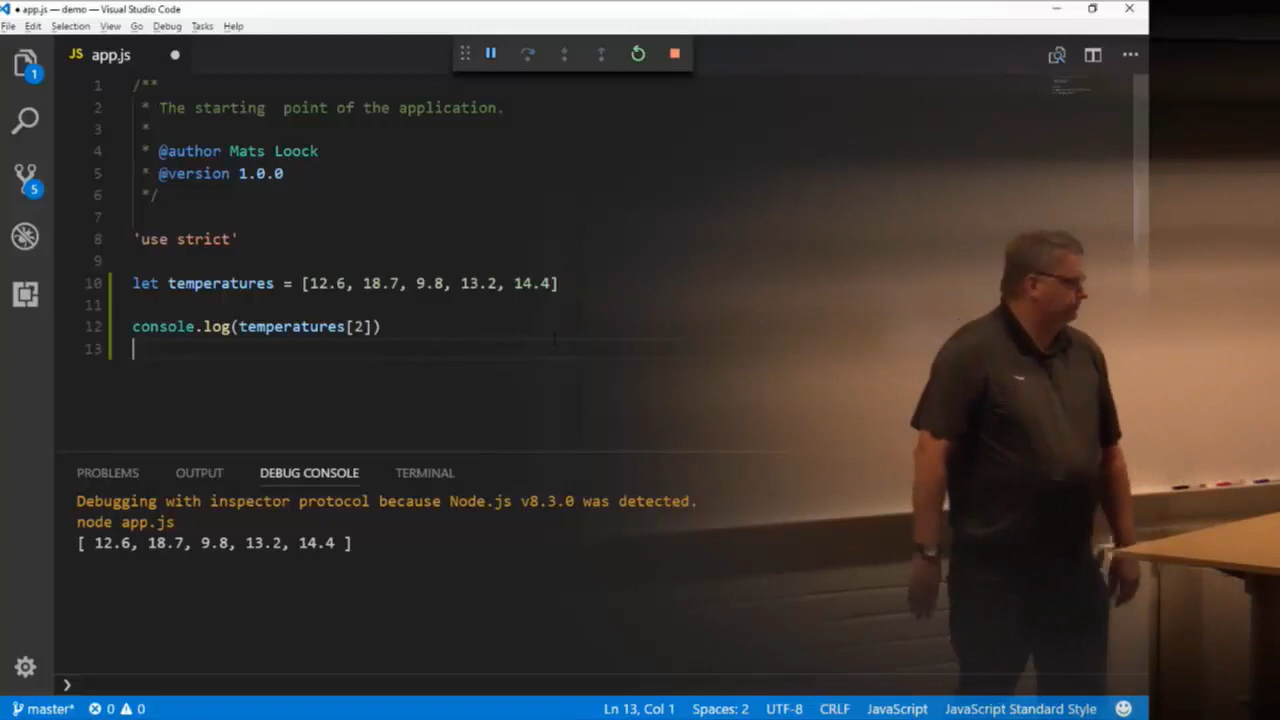 app.js — demo — Visual Studio Code
File Edit Selection View Go Debug Tasks Help
JS app.js
1 /**
2 * The starting  point of the application.
3 *
4 * @author Mats Loock
5 * @version 1.0.0
6 */
7
8 'use strict'
9
10 let temperatures = [12.6, 18.7, 9.8, 13.2, 14.4]
11
12 console.log(temperatures[2])
13
1
5
PROBLEMS OUTPUT DEBUG CONSOLE TERMINAL
Debugging with inspector protocol because Node.js v8.3.0 was detected.
node app.js
[ 12.6, 18.7, 9.8, 13.2, 14.4 ]
master* 0 0 Ln 13, Col 1 Spaces: 2 UTF-8 CRLF JavaScript JavaScript Standard Style